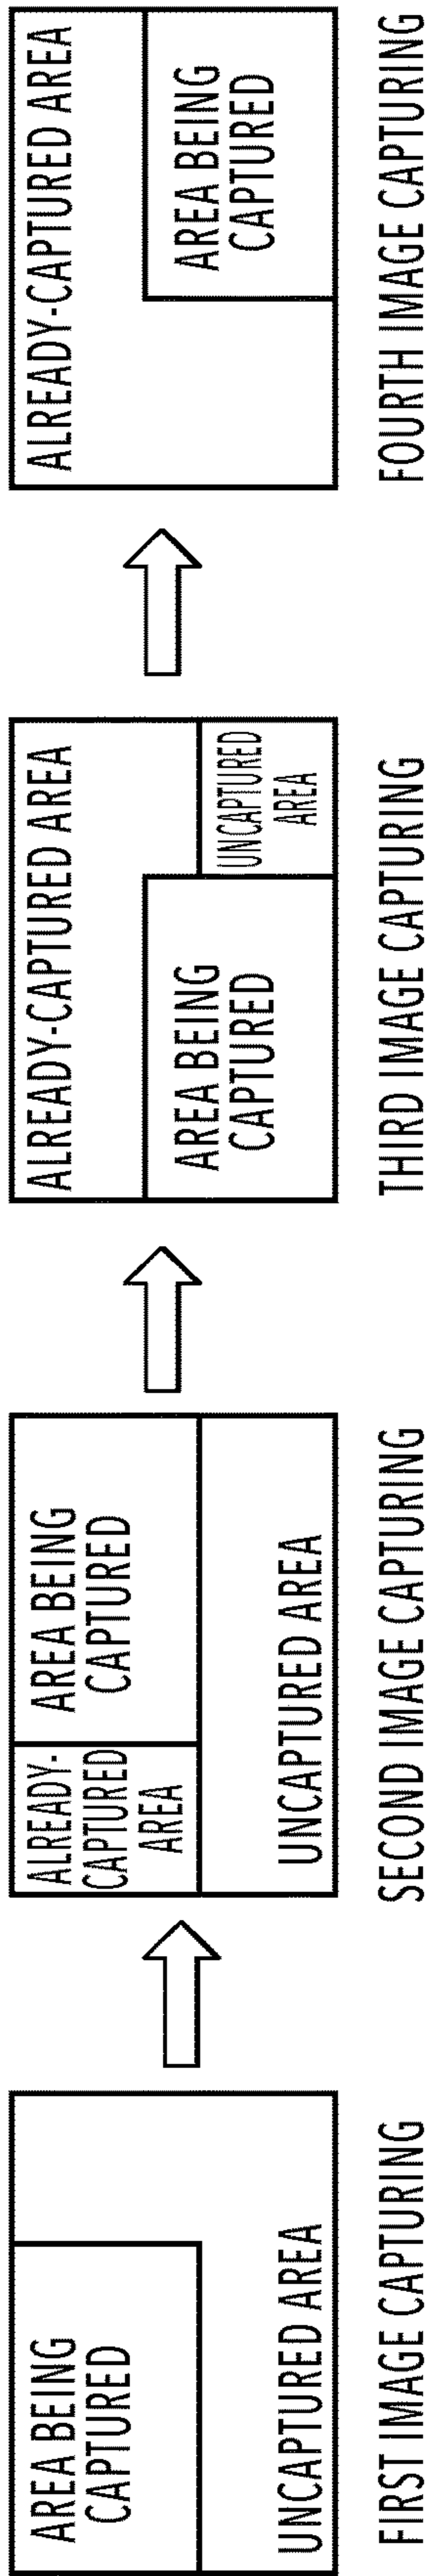 AREA BEING
CAPTURED
UNCAPTURED AREA
FIRST IMAGE CAPTURING
ALREADY-
CAPTURED
AREA
AREA BEING
CAPTURED
UNCAPTURED AREA
SECOND IMAGE CAPTURING
ALREADY-CAPTURED AREA
AREA BEING
CAPTURED
UNCAPTURED
AREA
THIRD IMAGE CAPTURING
ALREADY-CAPTURED AREA
AREA BEING
CAPTURED
FOURTH IMAGE CAPTURING